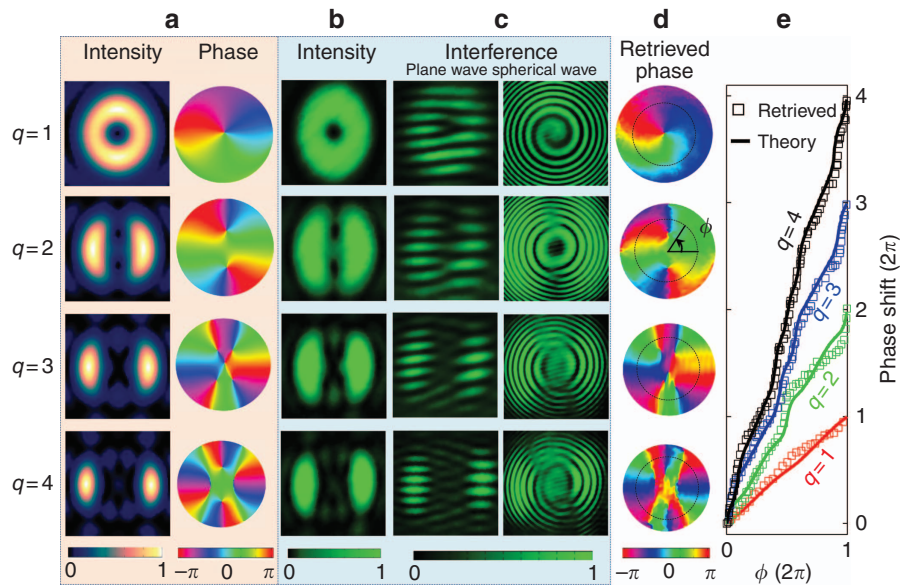 a b c d e
Intensity Phase Intensity Interference Retrieved
Plane wave spherical wave phase
q=1
q=2
q=3
q=4
ϕ
0 1 −π 0 π 0 1 0 1 −π 0 π
Retrieved
Theory
q=4
q=3
q=2
q=1
4
3
2
1
0
Phase shift (2π)
0 1
ϕ (2π)